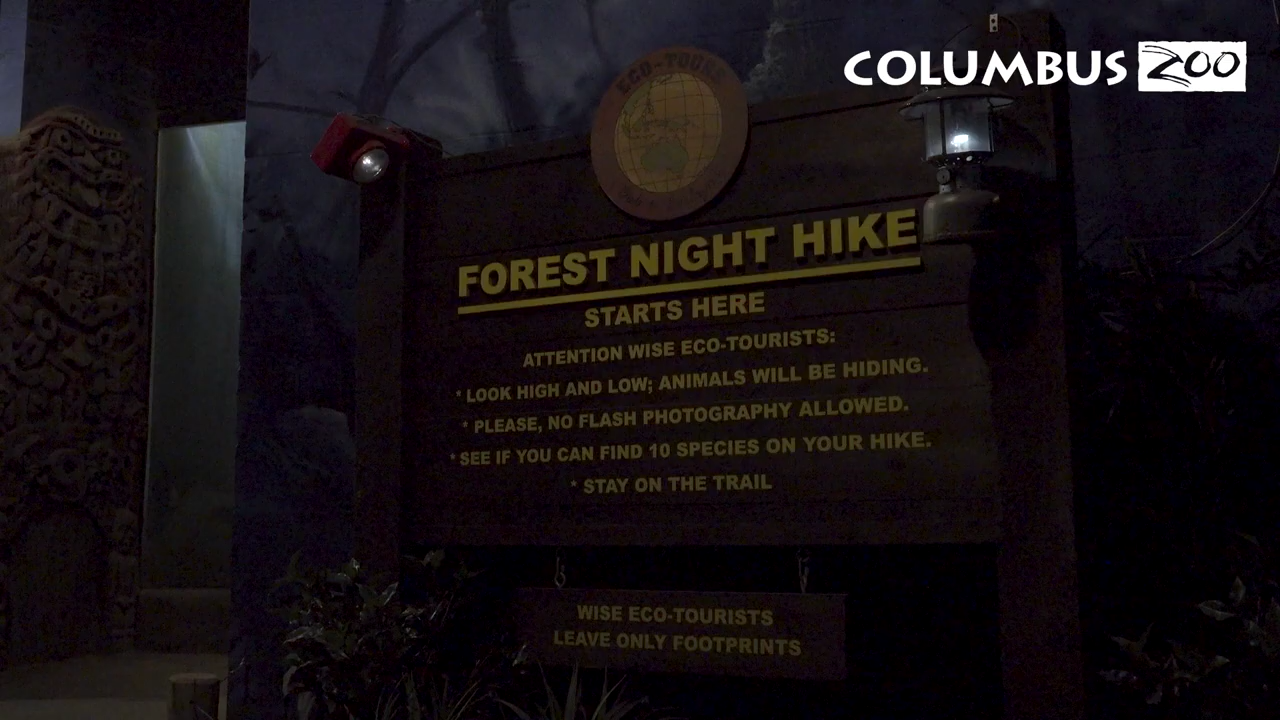 COLUMBUS ZOO
ECO-TOURS
FOREST NIGHT HIKE
STARTS HERE
ATTENTION WISE ECO-TOURISTS:
* LOOK HIGH AND LOW; ANIMALS WILL BE HIDING.
* PLEASE, NO FLASH PHOTOGRAPHY ALLOWED.
* SEE IF YOU CAN FIND 10 SPECIES ON YOUR HIKE.
* STAY ON THE TRAIL
WISE ECO-TOURISTS
LEAVE ONLY FOOTPRINTS